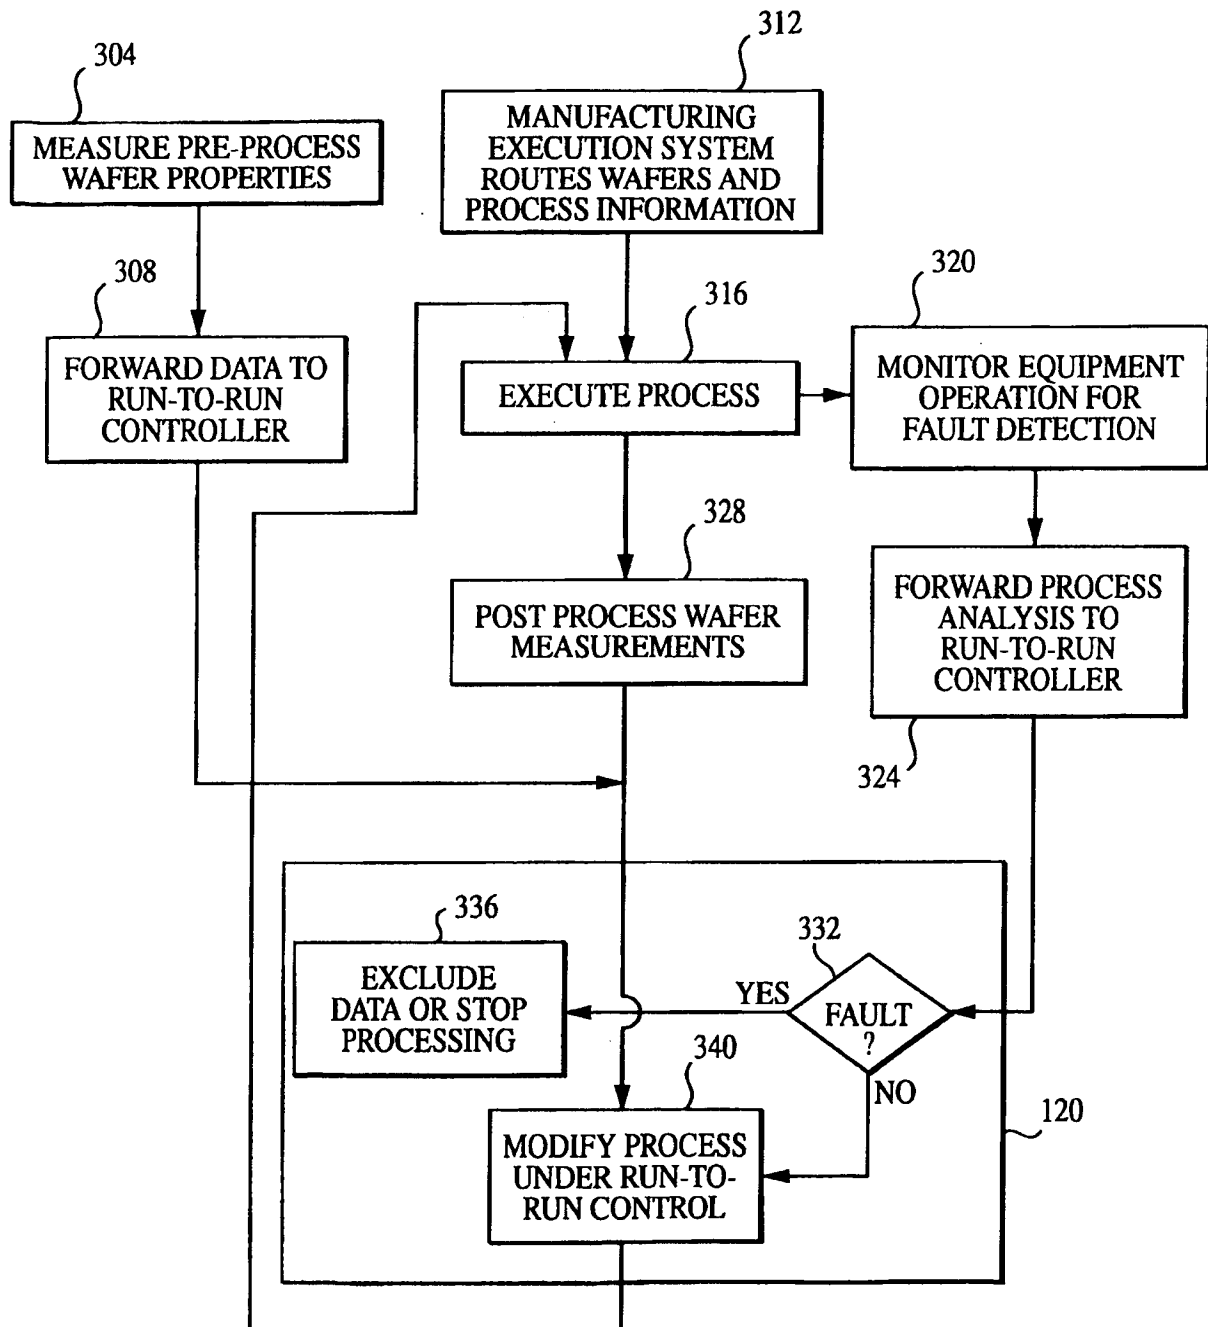 304
MEASURE PRE-PROCESS
WAFER PROPERTIES
312
MANUFACTURING
EXECUTION SYSTEM
ROUTES WAFERS AND
PROCESS INFORMATION
308
FORWARD DATA TO
RUN-TO-RUN
CONTROLLER
316
EXECUTE PROCESS
320
MONITOR EQUIPMENT
OPERATION FOR
FAULT DETECTION
328
POST PROCESS WAFER
MEASUREMENTS
FORWARD PROCESS
ANALYSIS TO
RUN-TO-RUN
CONTROLLER
324
336
EXCLUDE
DATA OR STOP
PROCESSING
YES
332
FAULT
?
NO
340
MODIFY PROCESS
UNDER RUN-TO-
RUN CONTROL
120